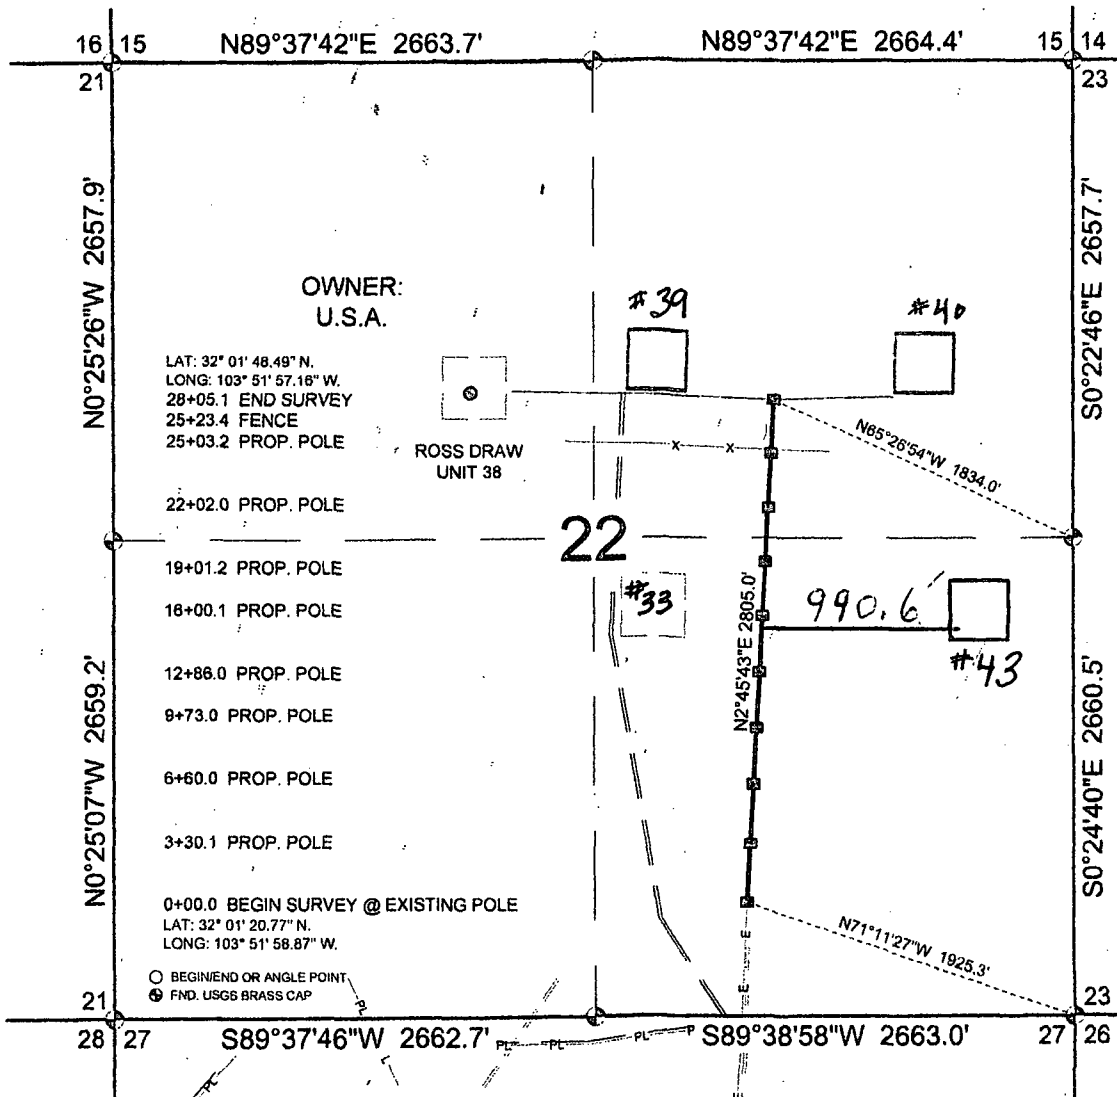 16 15 N89°37'42"E 2663.7' N89°37'42"E 2664.4' 15 14
21 23
N0°25'26"W 2657.9'
S0°22'46"E 2657.7'
OWNER:
U.S.A.
#39
#40
LAT: 32° 01' 48.49" N.
LONG: 103° 51' 57.16" W.
28+05.1 END SURVEY
25+23.4 FENCE
25+03.2 PROP. POLE
ROSS DRAW
UNIT 38
X X
N65°26'54"W 1834.0'
22+02.0 PROP. POLE
22
19+01.2 PROP. POLE
16+00.1 PROP. POLE
#33
N2°45'43"E 2805.0'
990.6'
#43
12+86.0 PROP. POLE
9+73.0 PROP. POLE
6+60.0 PROP. POLE
3+30.1 PROP. POLE
N0°25'07"W 2659.2'
S0°24'40"E 2660.5'
0+00.0 BEGIN SURVEY @ EXISTING POLE
LAT: 32° 01' 20.77" N.
LONG: 103° 51' 58.87" W.
N71°11'27"W 1925.3'
E
E
BEGIN/END OR ANGLE POINT
FND. USGS BRASS CAP
21 23
28 27 S89°37'46"W 2662.7' S89°38'58"W 2663.0' 27 26
PL
PL PL PL P
PL
E